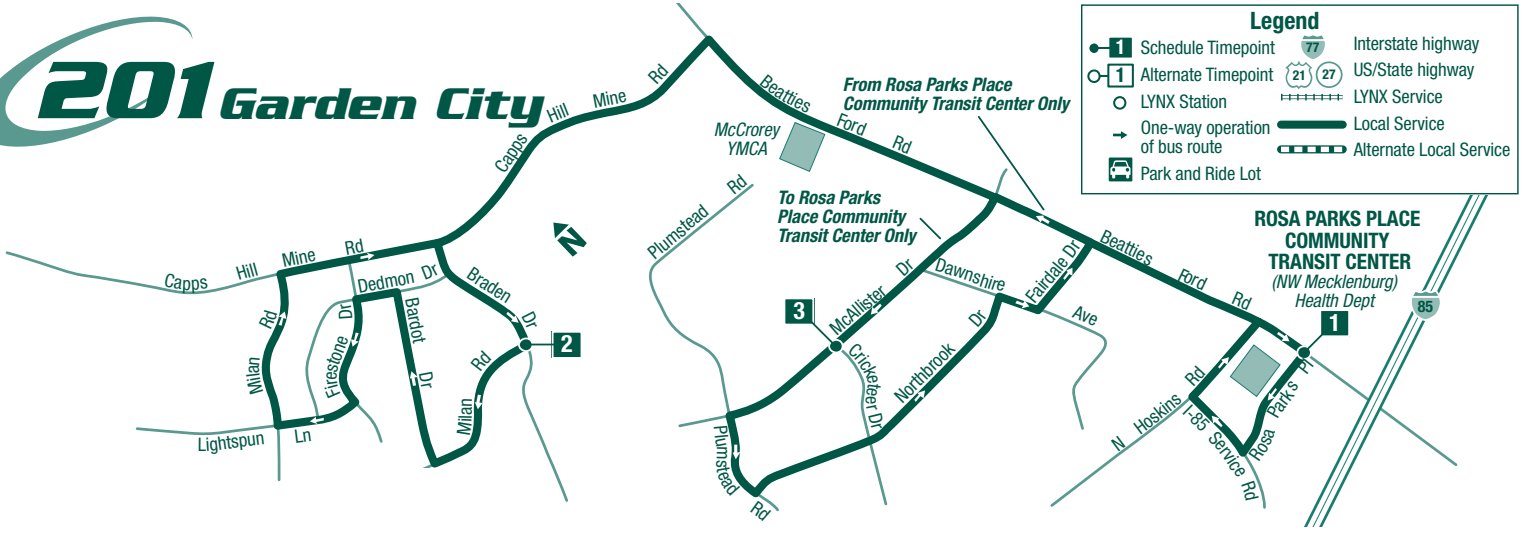 201 Garden City
Legend
1 Schedule Timepoint
1 Alternate Timepoint
LYNX Station
One-way operation
of bus route
Park and Ride Lot
77 Interstate highway
21 27 US/State highway
LYNX Service
Local Service
Alternate Local Service
Capps Hill Mine Rd
Beatties Ford Rd
From Rosa Parks Place
Community Transit Center Only
McCrorey
YMCA
To Rosa Parks
Place Community
Transit Center Only
Plumstead Rd
N
ROSA PARKS PLACE
COMMUNITY
TRANSIT CENTER
(NW Mecklenburg)
Health Dept
85
1
Beatties Ford Rd
Capps Hill Mine Rd
Dedmon Dr
Braden Dr
2
Milan Rd
Firestone Dr
Bardot Dr
Milan Rd
Lightspun Ln
McAllister Dr
3
Dawnshire Ave
Fairdale Dr
Cricketeer Dr
Northbrook Dr
Plumstead Rd
N Hoskins Rd
I-85 Service Rd
Rosa Parks Pl